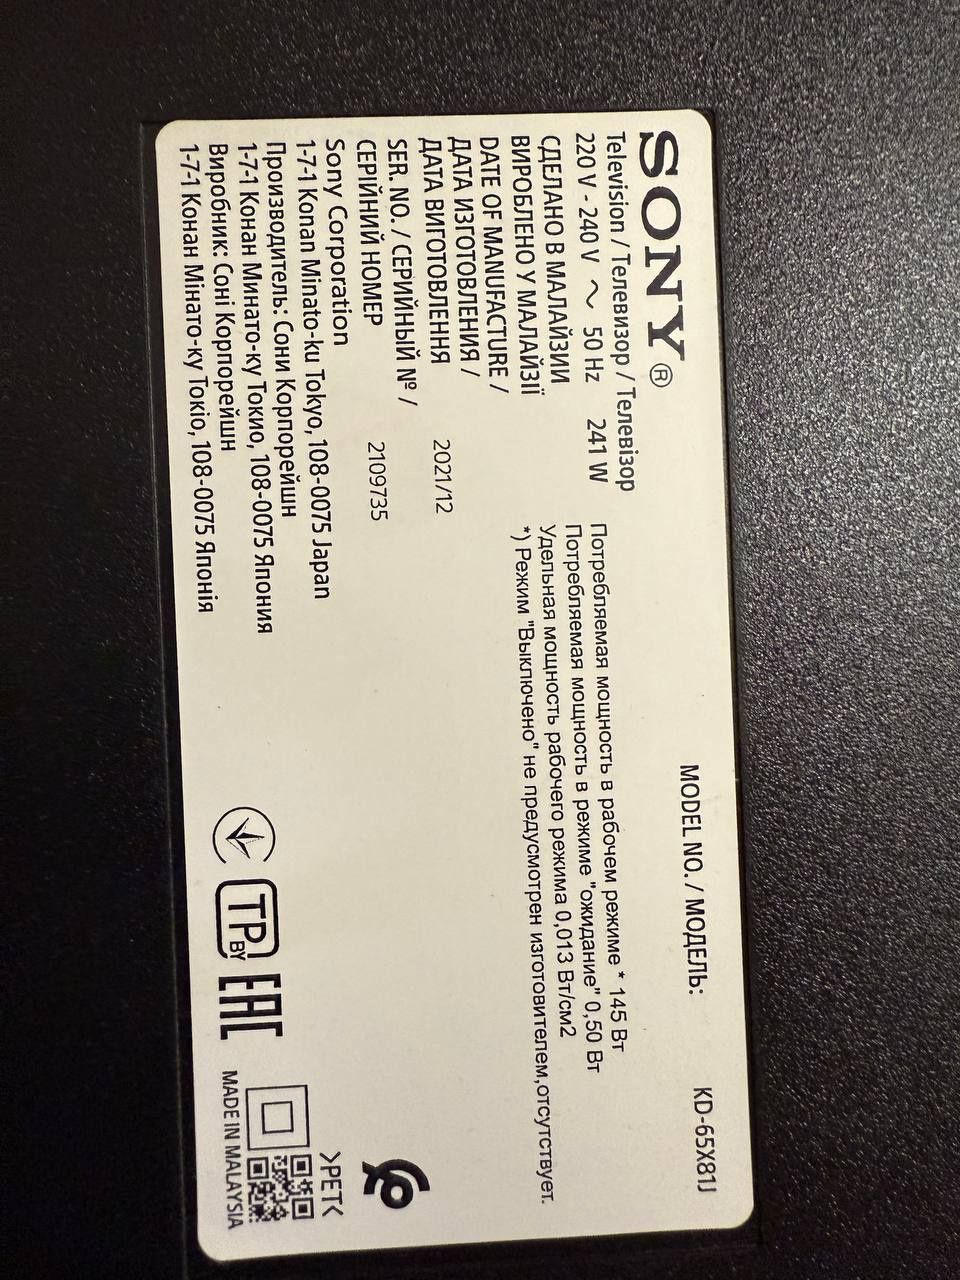 SONY®
MODEL NO. / МОДЕЛЬ: KD-65X81J
Television / Телевизор / Телевізор
220 V - 240 V ~ 50 Hz 241 W
СДЕЛАНО В МАЛАЙЗИИ
ВИРОБЛЕНО У МАЛАЙЗІЇ
DATE OF MANUFACTURE /
ДАТА ИЗГОТОВЛЕНИЯ /
ДАТА ВИГОТОВЛЕННЯ 2021/12
SER. NO. / СЕРИЙНЫЙ № /
СЕРІЙНИЙ НОМЕР 2109735
Sony Corporation
1-7-1 Konan Minato-ku Tokyo, 108-0075 Japan
Производитель: Сони Корпорейшн
1-7-1 Конан Минато-ку Токио, 108-0075 Япония
Виробник: Соні Корпорейшн
1-7-1 Конан Мінато-ку Токіо, 108-0075 Японія
Потребляемая мощность в рабочем режиме * 145 Вт
Потребляемая мощность в режиме "ожидание" 0,50 Вт
Удельная мощность рабочего режима 0,013 Вт/см2
*) Режим "Выключено" не предусмотрен изготовителем,отсутствует.
TP BY
EAC
>PET<
MADE IN MALAYSIA